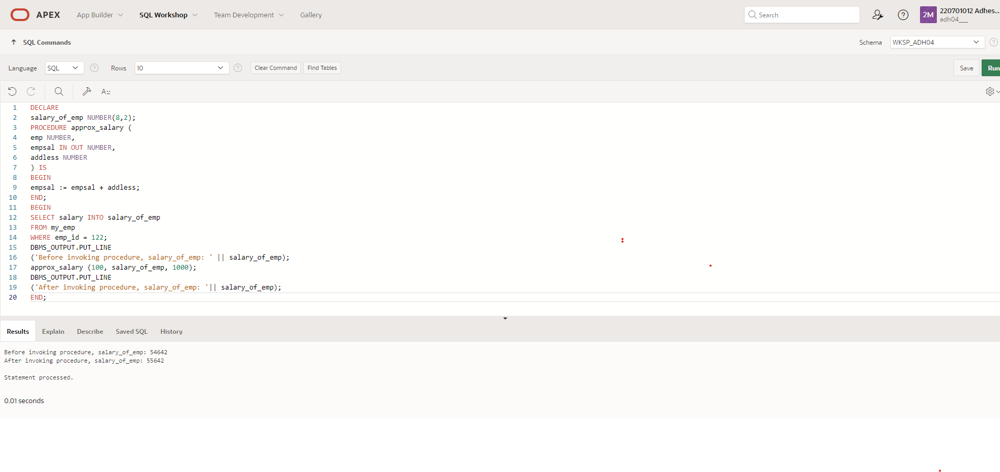 APEX App Builder SQL Workshop Team Development Gallery Search 2M 220701012 Adhes...
adh04___
SQL Commands Schema WKSP_ADH04
Language SQL Rows 10 Clear Command Find Tables Save Run
A
1 DECLARE
2 salary_of_emp NUMBER(8,2);
3 PROCEDURE approx_salary (
4 emp NUMBER,
5 empsal IN OUT NUMBER,
6 addless NUMBER
7 ) IS
8 BEGIN
9 empsal := empsal + addless;
10 END;
11 BEGIN
12 SELECT salary INTO salary_of_emp
13 FROM my_emp
14 WHERE emp_id = 122;
15 DBMS_OUTPUT.PUT_LINE
16 ('Before invoking procedure, salary_of_emp: ' || salary_of_emp);
17 approx_salary (100, salary_of_emp, 1000);
18 DBMS_OUTPUT.PUT_LINE
19 ('After invoking procedure, salary_of_emp: '|| salary_of_emp);
20 END;
Results Explain Describe Saved SQL History
Before invoking procedure, salary_of_emp: 54642
After invoking procedure, salary_of_emp: 55642
Statement processed.
0.01 seconds